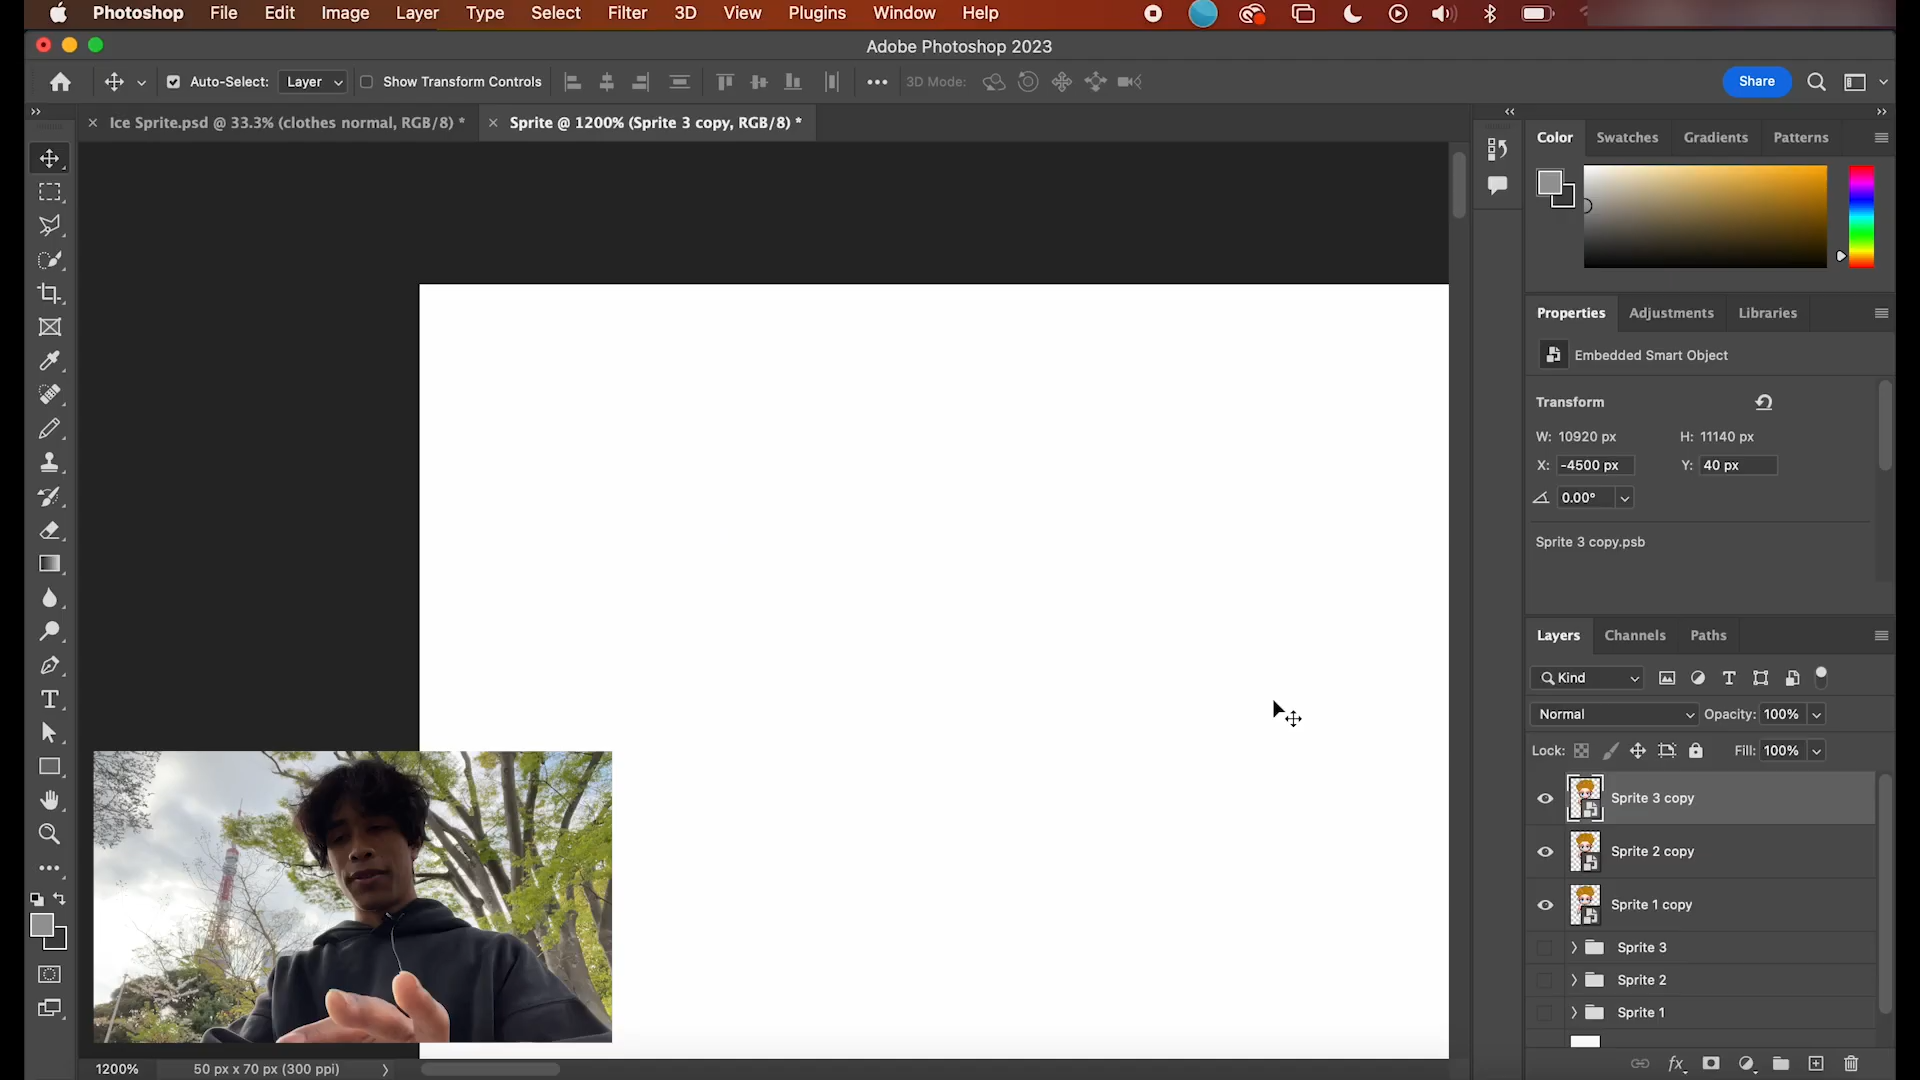 Photoshop File Edit Image Layer Type Select Filter 3D View Plugins Window Help
Adobe Photoshop 2023
Auto-Select: Layer Show Transform Controls 3D Mode: Share
Ice Sprite.psd @ 33.3% (clothes normal, RGB/8) * Sprite @ 1200% (Sprite 3 copy, RGB/8) *
Color Swatches Gradients Patterns
Properties Adjustments Libraries
Embedded Smart Object
Transform
W: 10920 px H: 11140 px
X: -4500 px Y: 40 px
0.00°
Sprite 3 copy.psb
Layers Channels Paths
Kind
Normal Opacity: 100%
Lock: Fill: 100%
Sprite 3 copy
Sprite 2 copy
Sprite 1 copy
Sprite 3
Sprite 2
Sprite 1
1200% 50 px x 70 px (300 ppi)